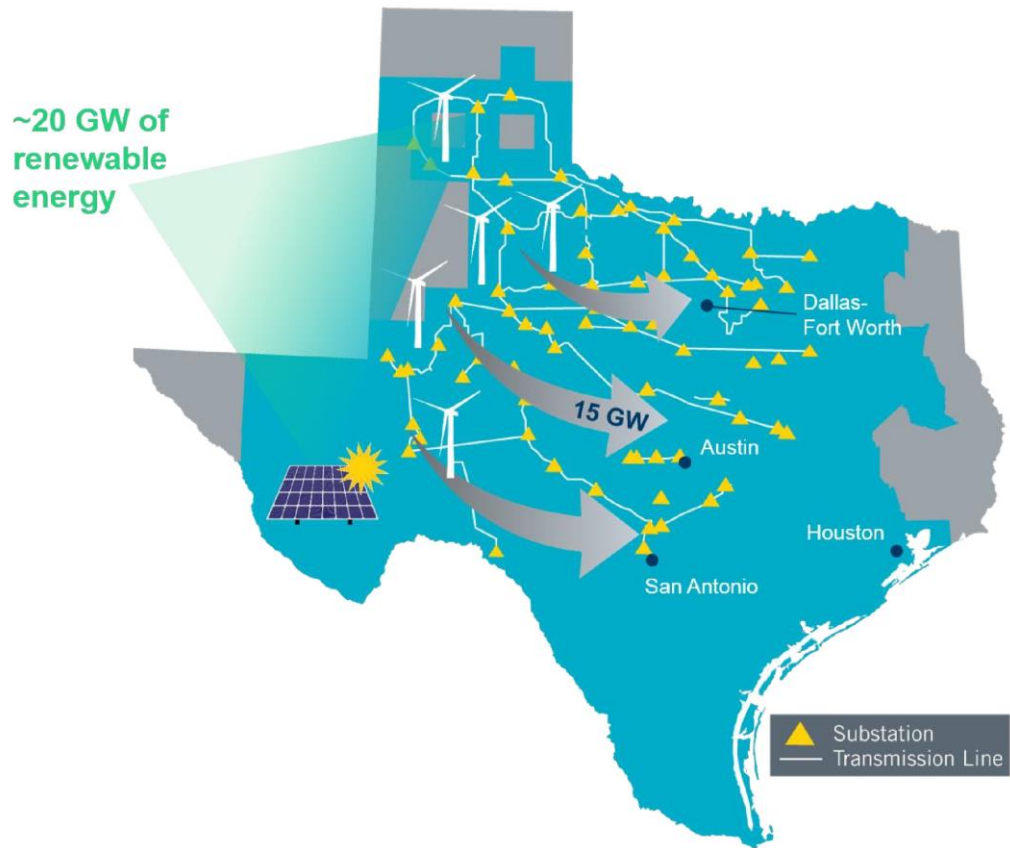 ~20 GW of
renewable
energy
Dallas-
Fort Worth
15 GW
Austin
Houston
San Antonio
Substation
Transmission Line